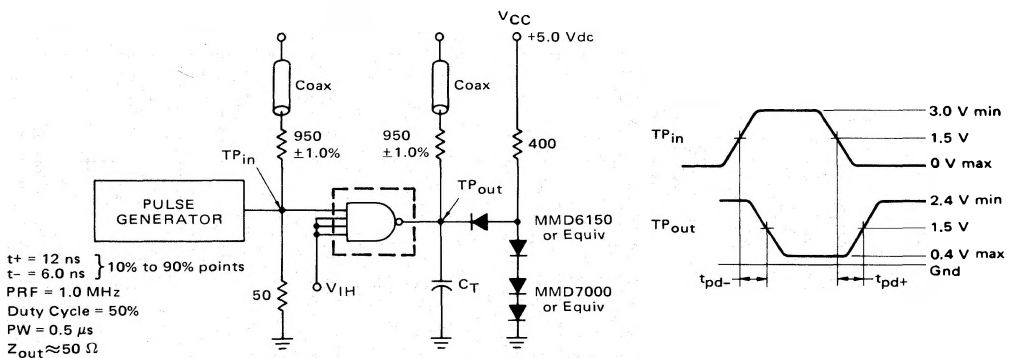 VCC
+5.0 Vdc
Coax
Coax
950
±1.0%
950
±1.0%
400
TPin
TPout
PULSE
GENERATOR
MMD6150
or Equiv
t+ = 12 ns
t– = 6.0 ns
} 10% to 90% points
PRF = 1.0 MHz
Duty Cycle = 50%
PW = 0.5 μs
Zout≈50 Ω
50
VIH
CT
MMD7000
or Equiv
3.0 V min
TPin
1.5 V
0 V max
2.4 V min
TPout
1.5 V
0.4 V max
Gnd
tpd–
tpd+